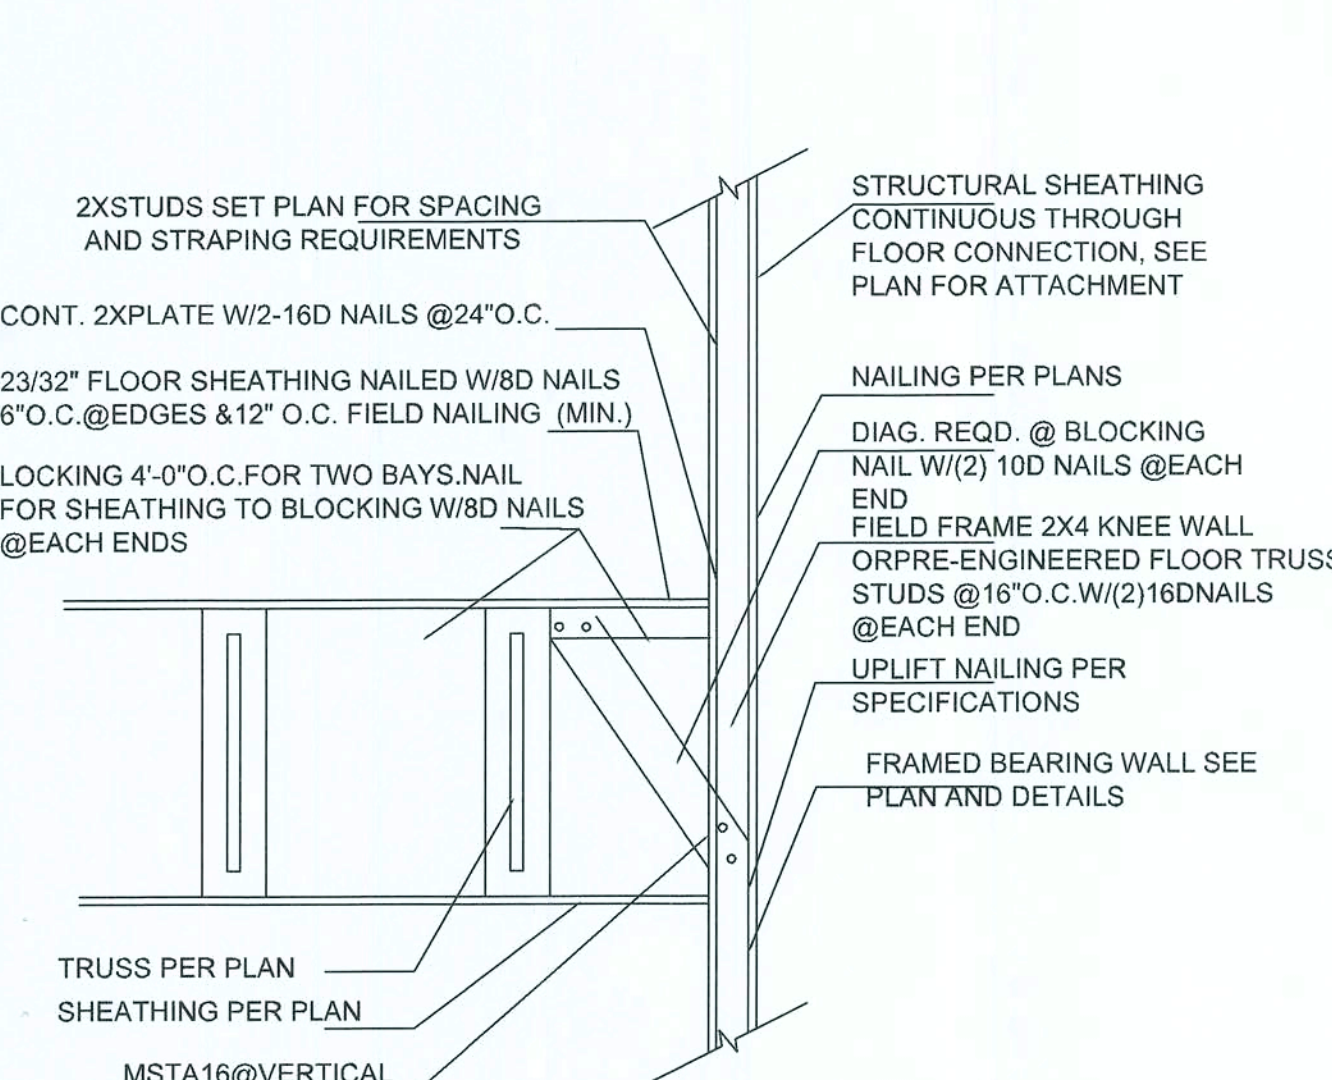 2XSTUDS SET PLAN FOR SPACING
AND STRAPING REQUIREMENTS
CONT. 2XPLATE W/2-16D NAILS @24"O.C.
23/32" FLOOR SHEATHING NAILED W/8D NAILS
6"O.C.@EDGES &12" O.C. FIELD NAILING (MIN.)
LOCKING 4'-0"O.C.FOR TWO BAYS.NAIL
FOR SHEATHING TO BLOCKING W/8D NAILS
@EACH ENDS
TRUSS PER PLAN
SHEATHING PER PLAN
MSTA16@VERTICAL
STRUCTURAL SHEATHING
CONTINUOUS THROUGH
FLOOR CONNECTION, SEE
PLAN FOR ATTACHMENT
NAILING PER PLANS
DIAG. REQD. @ BLOCKING
NAIL W/(2) 10D NAILS @EACH
END
FIELD FRAME 2X4 KNEE WALL
ORPRE-ENGINEERED FLOOR TRUSS
STUDS @16"O.C.W/(2)16DNAILS
@EACH END
UPLIFT NAILING PER
SPECIFICATIONS
FRAMED BEARING WALL SEE
PLAN AND DETAILS